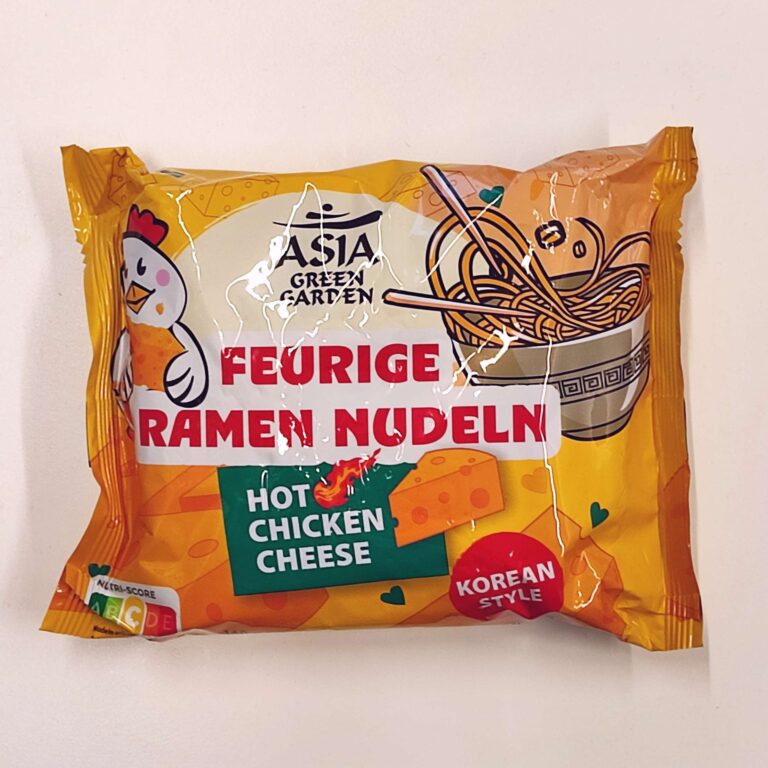 ASIA
GREEN
GARDEN
FEURIGE
RAMEN NUDELN
HOT
CHICKEN
CHEESE
KOREAN
STYLE
NUTRI-SCORE
A B C D E